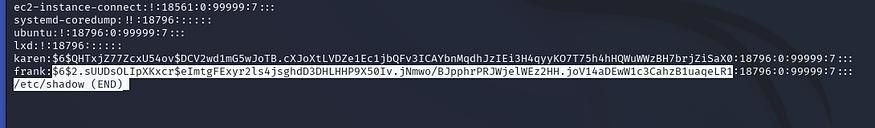 ec2-instance-connect:!:18561:0:99999:7:::
systemd-coredump:!!:18796::::::
ubuntu:!:18796:0:99999:7:::
lxd:!:18796::::::
karen:$6$QHTxjZ77ZcxU54ov$DCV2wd1mG5wJoTB.cXJoXtLVDZe1Ec1jbQFv3ICAYbnMqdhJzIEi3H4qyyKO7T75h4hHQWuWWzBH7brjZiSaX0:18796:0:99999:7:::
frank:$6$2.sUUDsOLIpXKxcr$eImtgFExyr2ls4jsghdD3DHLHHP9X50Iv.jNmwo/BJpphrPRJWjelWEz2HH.joV14aDEwW1c3CahzB1uaqeLR1:18796:0:99999:7:::
/etc/shadow (END)